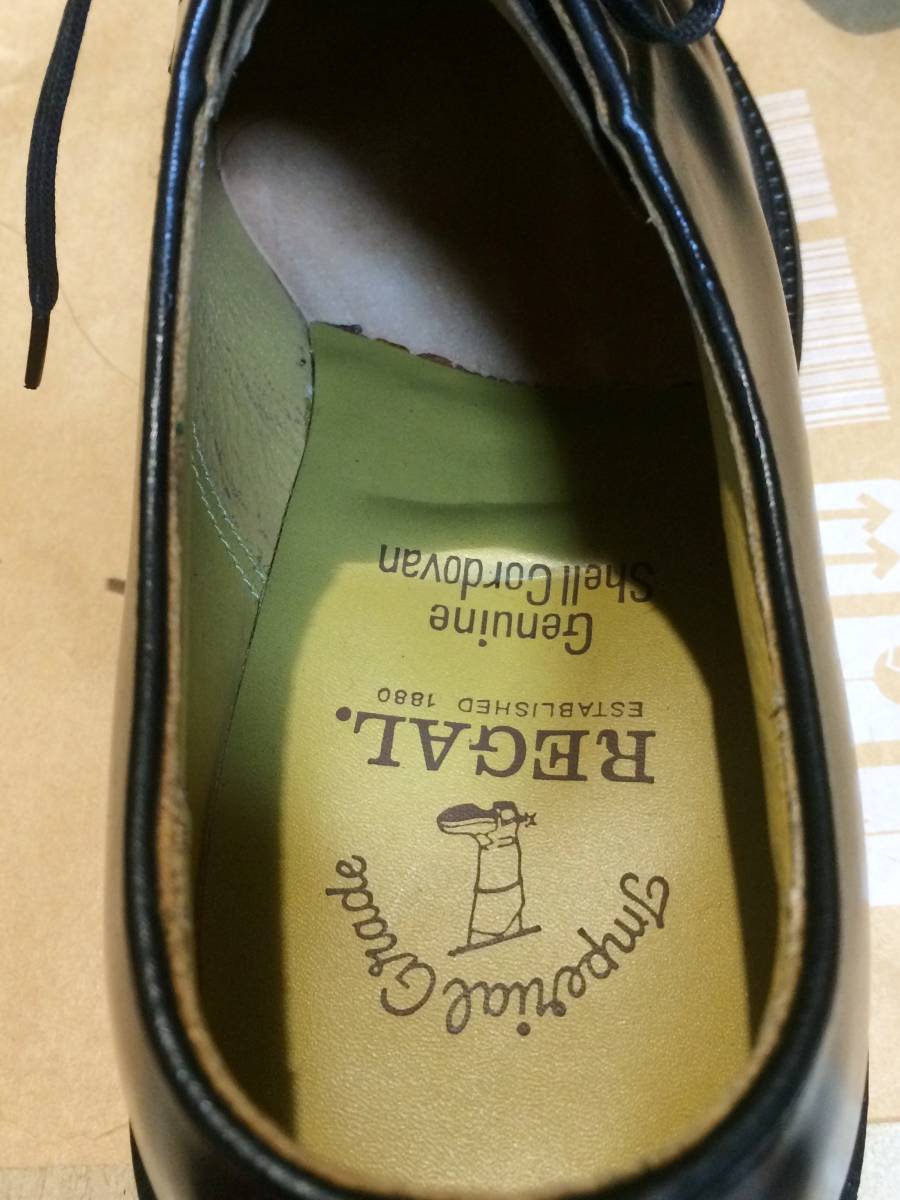 Imperial Grade
REGAL.
ESTABLISHED 1880
Genuine
Shell Cordovan